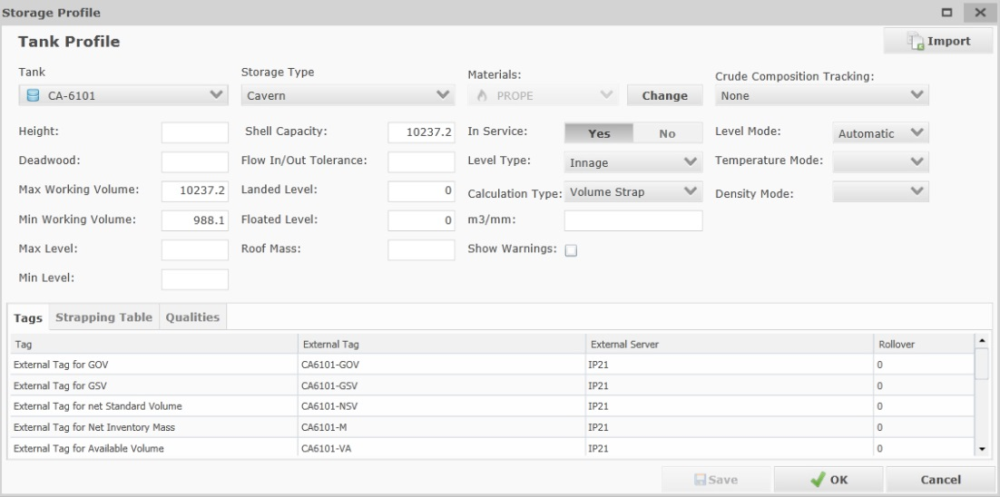 Storage Profile
Tank Profile
Import
Tank Storage Type Materials: Crude Composition Tracking:
CA-6101 Cavern PROPE Change None
Height: Shell Capacity: 10237.2 In Service: Yes No Level Mode: Automatic
Deadwood: Flow In/Out Tolerance: Level Type: Innage Temperature Mode:
Max Working Volume: 10237.2 Landed Level: 0 Calculation Type: Volume Strap Density Mode:
Min Working Volume: 988.1 Floated Level: 0 m3/mm:
Max Level: Roof Mass: Show Warnings:
Min Level:
Tags Strapping Table Qualities
Tag External Tag External Server Rollover
External Tag for GOV CA6101-GOV IP21 0
External Tag for GSV CA6101-GSV IP21 0
External Tag for net Standard Volume CA6101-NSV IP21 0
External Tag for Net Inventory Mass CA6101-M IP21 0
External Tag for Available Volume CA6101-VA IP21 0
Save OK Cancel